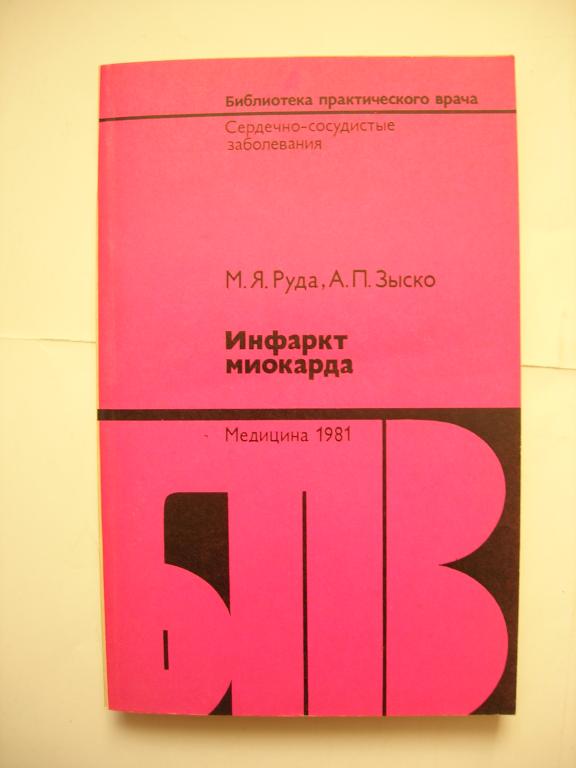 Библиотека практического врача
Сердечно-сосудистые
заболевания
М. Я. Руда, А. П. Зыско
Инфаркт
миокарда
Медицина 1981
БПВ